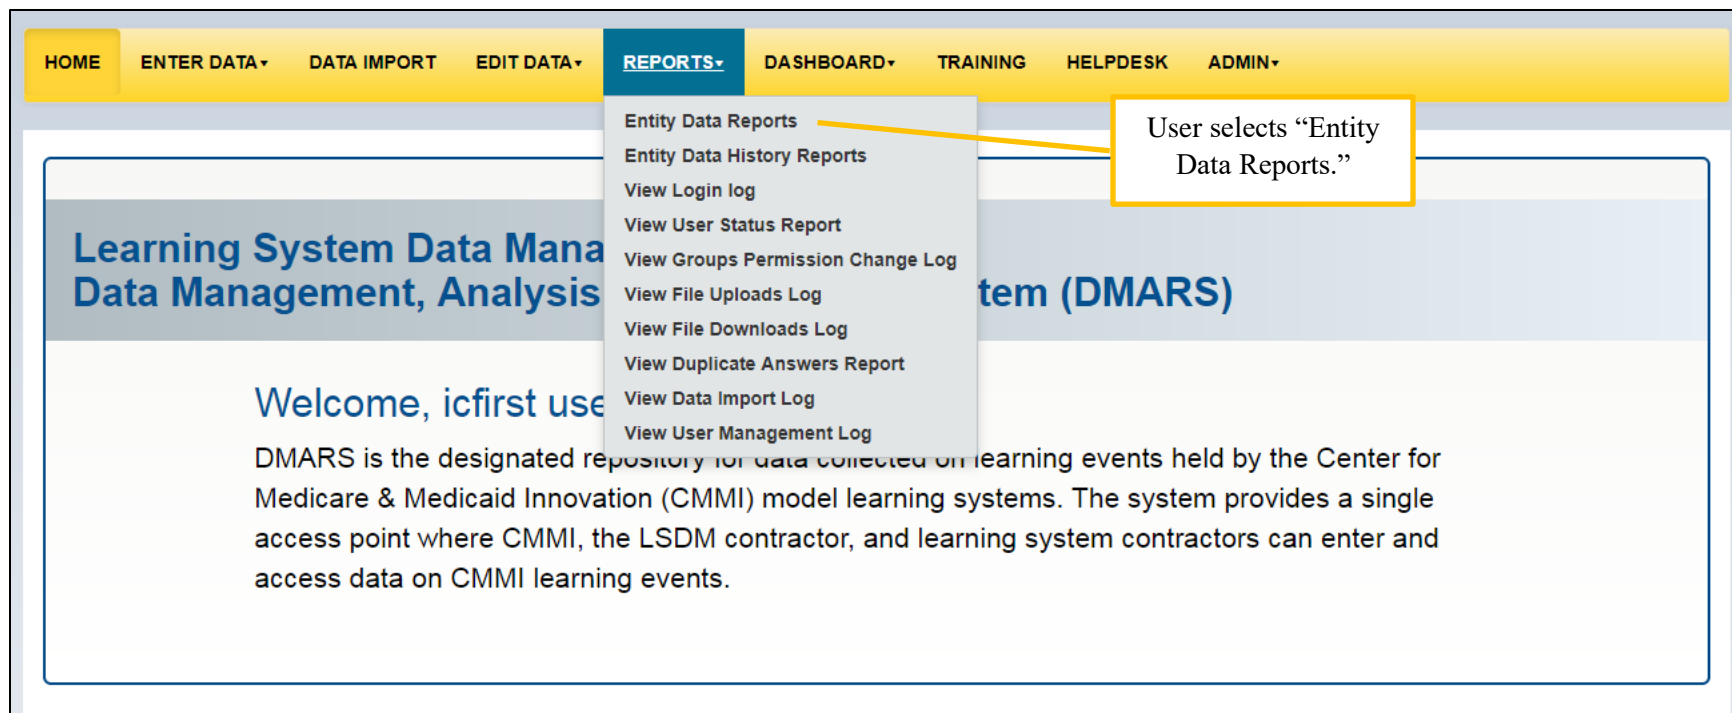 HOME ENTER DATA▾ DATA IMPORT EDIT DATA▾ REPORTS▾ DASHBOARD▾ TRAINING HELPDESK ADMIN▾
Entity Data Reports
Entity Data History Reports
View Login log
View User Status Report
View Groups Permission Change Log
View File Uploads Log
View File Downloads Log
View Duplicate Answers Report
View Data Import Log
View User Management Log
User selects “Entity
Data Reports.”
Learning System Data Mana
Data Management, Analysis tem (DMARS)
Welcome, icfirst use
DMARS is the designated repository for data collected on learning events held by the Center for
Medicare & Medicaid Innovation (CMMI) model learning systems. The system provides a single
access point where CMMI, the LSDM contractor, and learning system contractors can enter and
access data on CMMI learning events.